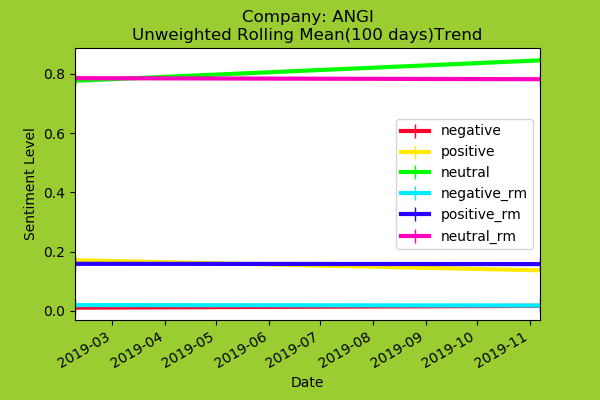 Company: ANGI
Unweighted Rolling Mean(100 days)Trend
Sentiment Level
0.8
0.6
0.4
0.2
0.0
negative
positive
neutral
negative_rm
positive_rm
neutral_rm
2019-03
2019-04
2019-05
2019-06
2019-07
2019-08
2019-09
2019-10
2019-11
Date